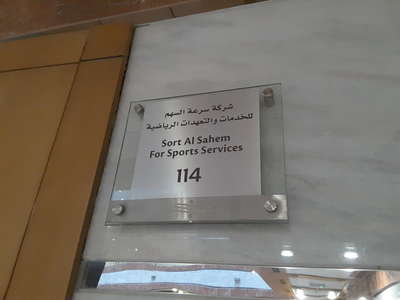 شركة سرعة السهم
للخدمات والتعهدات الرياضية
Sort Al Sahem
For Sports Services
114